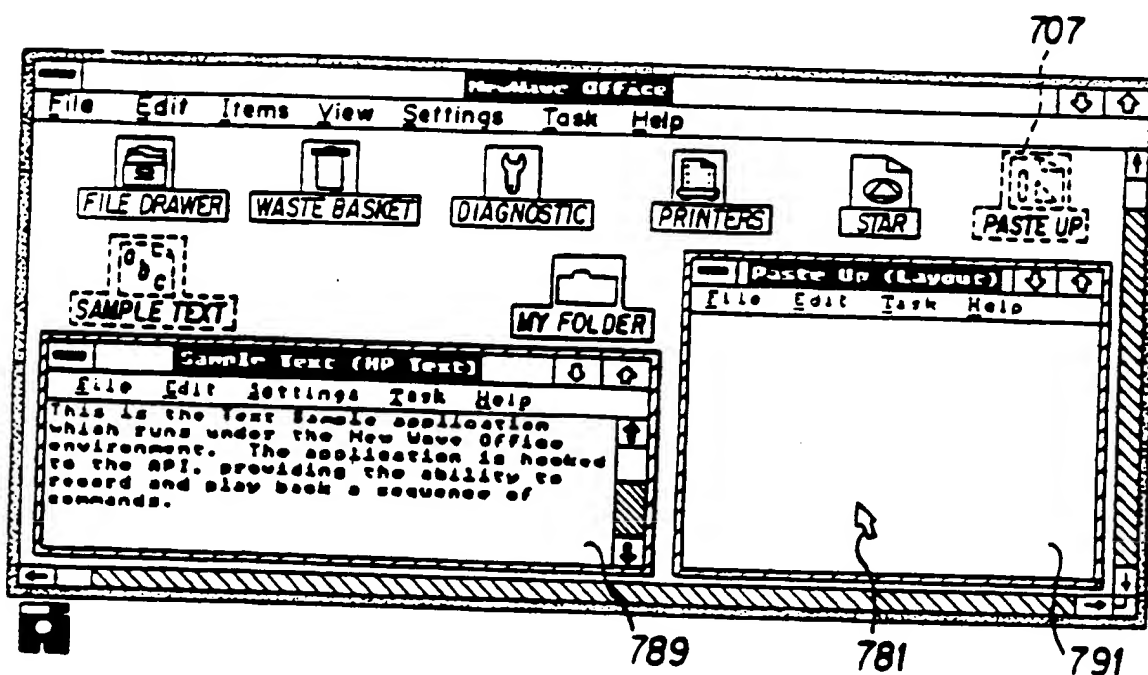 707
NewWave Office
File Edit Items View Settings Task Help
FILE DRAWER WASTE BASKET DIAGNOSTIC PRINTERS STAR PASTE UP
abc
SAMPLE TEXT MY FOLDER
Paste Up (Layout)
File Edit Task Help
Sample Text (HP Text)
File Edit Settings Task Help
This is the Text Sample application
which runs under the New Wave Office
environment. The application is hooked
to the API, providing the ability to
record and play back a sequence of
commands.
789 781 791